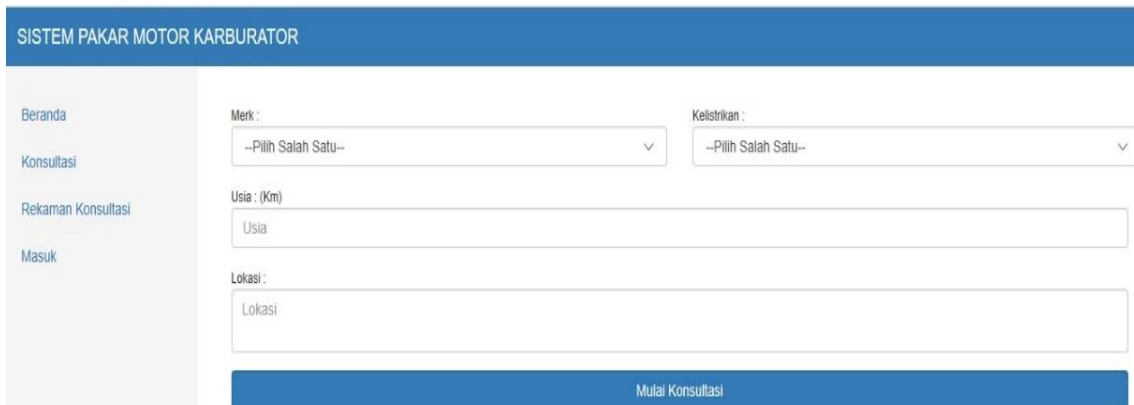 SISTEM PAKAR MOTOR KARBURATOR
Beranda
Konsultasi
Rekaman Konsultasi
Masuk
Merk :
--Pilih Salah Satu--
Kelistrikan :
--Pilih Salah Satu--
Usia : (Km)
Usia
Lokasi :
Lokasi
Mulai Konsultasi